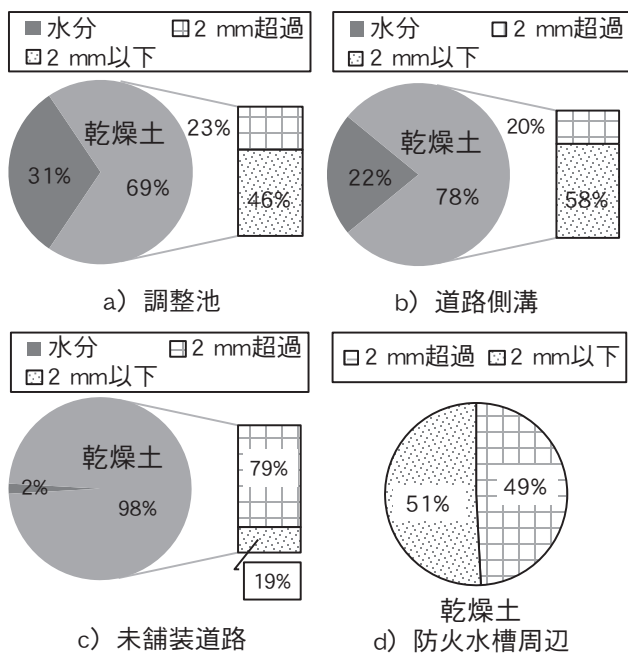 水分 2 mm超過
2 mm以下
乾燥土
23%
31%
69%
46%
a) 調整池
水分 2 mm超過
2 mm以下
乾燥土
20%
22%
78%
58%
b) 道路側溝
水分 2 mm超過
2 mm以下
乾燥土
79%
2%
98%
19%
c) 未舗装道路
2 mm超過 2 mm以下
51%
49%
乾燥土
d) 防火水槽周辺